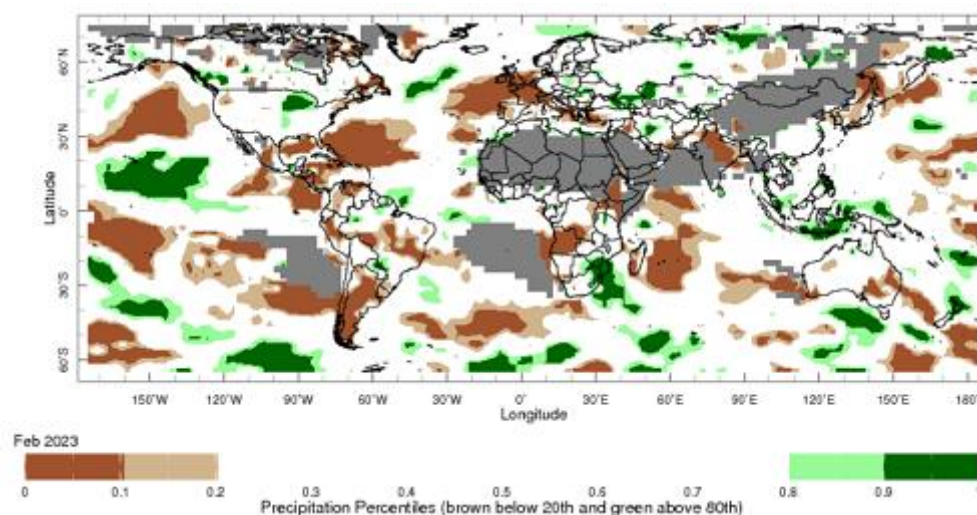 60°N
30°N
0°
30°S
60°S
Latitude
150°W 120°W 90°W 60°W 30°W 0° 30°E 60°E 90°E 120°E 150°E 180°
Longitude
Feb 2023
0 0.1 0.2 0.3 0.4 0.5 0.6 0.7 0.8 0.9
Precipitation Percentiles (brown below 20th and green above 80th)